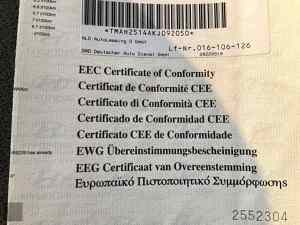 *TMAH2514AKJ092050*
Lf-Nr.016-106-126
EEC Certificate of Conformity
Certificat de Conformité CEE
Certificato di Conformità CEE
Certificado de Conformidad CEE
Certificato CEE de Conformidade
EWG Übereinstimmungsbescheinigung
EEG Certificaat van Overeenstemming
Ευρωπαϊκό Πιστοποιητικό Συμμόρφωσης
2552304